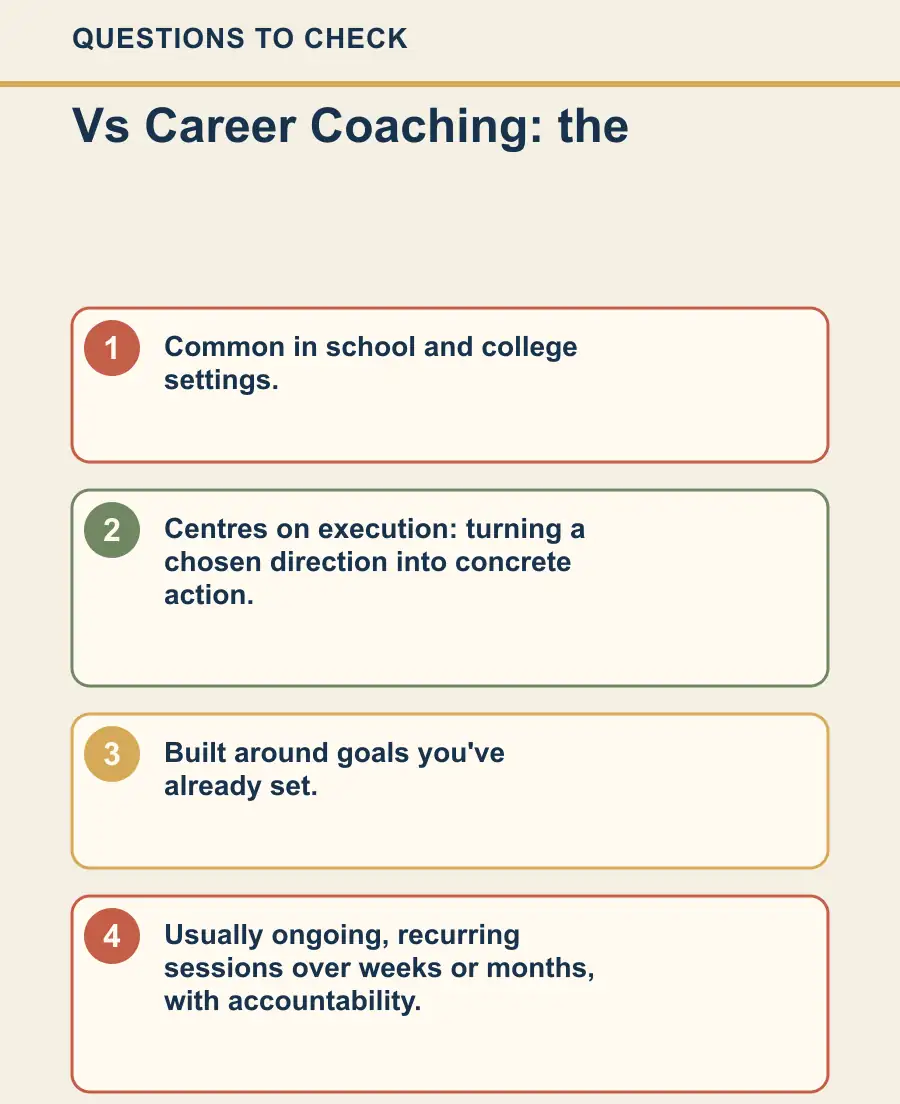 QUESTIONS TO CHECK
Vs Career Coaching: the
1
Common in school and college
settings.
2
Centres on execution: turning a
chosen direction into concrete
action.
3
Built around goals you've
already set.
4
Usually ongoing, recurring
sessions over weeks or months,
with accountability.